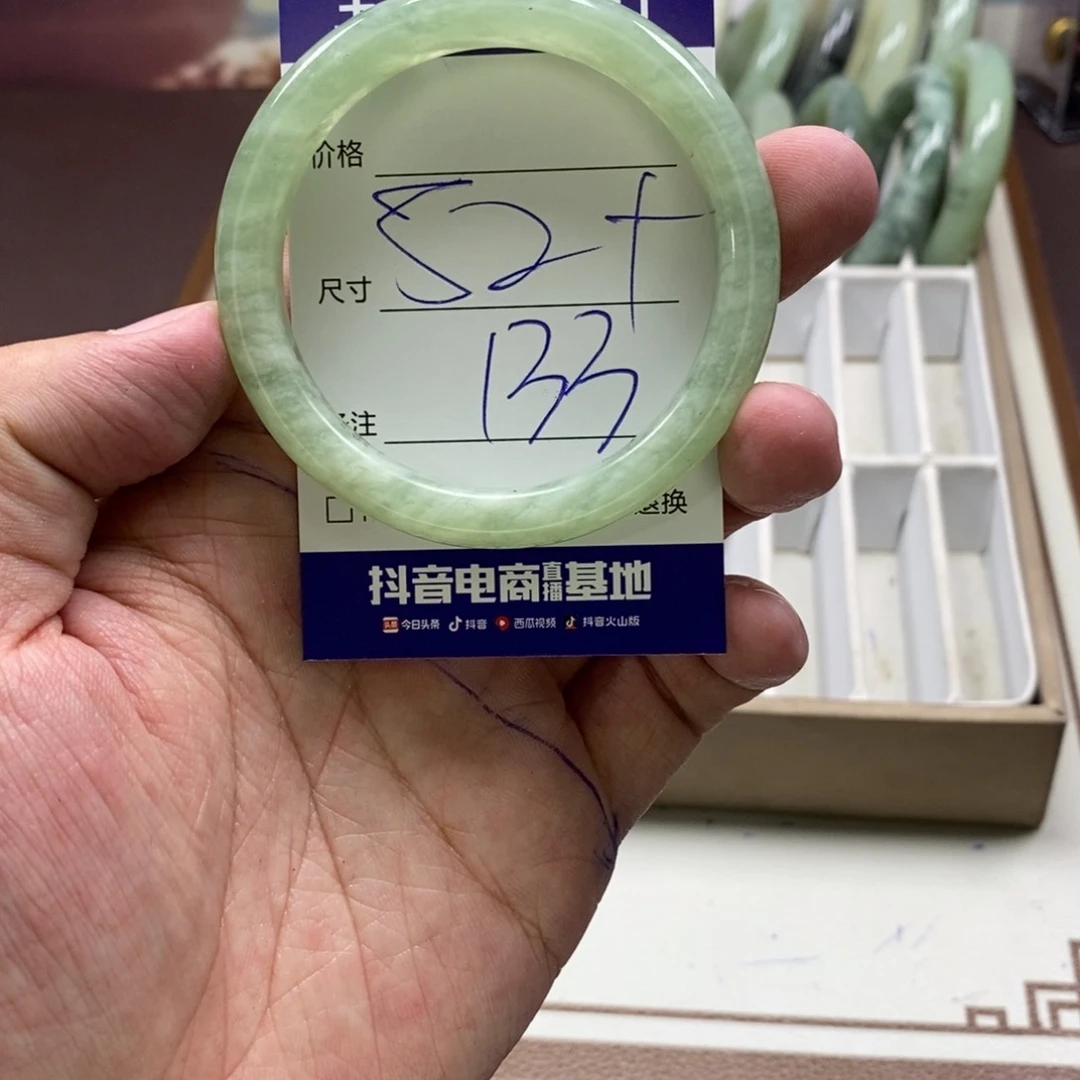 价格
52+
尺寸
133
注
退换
抖音电商直播基地
今日头条 抖音 西瓜视频 抖音火山版